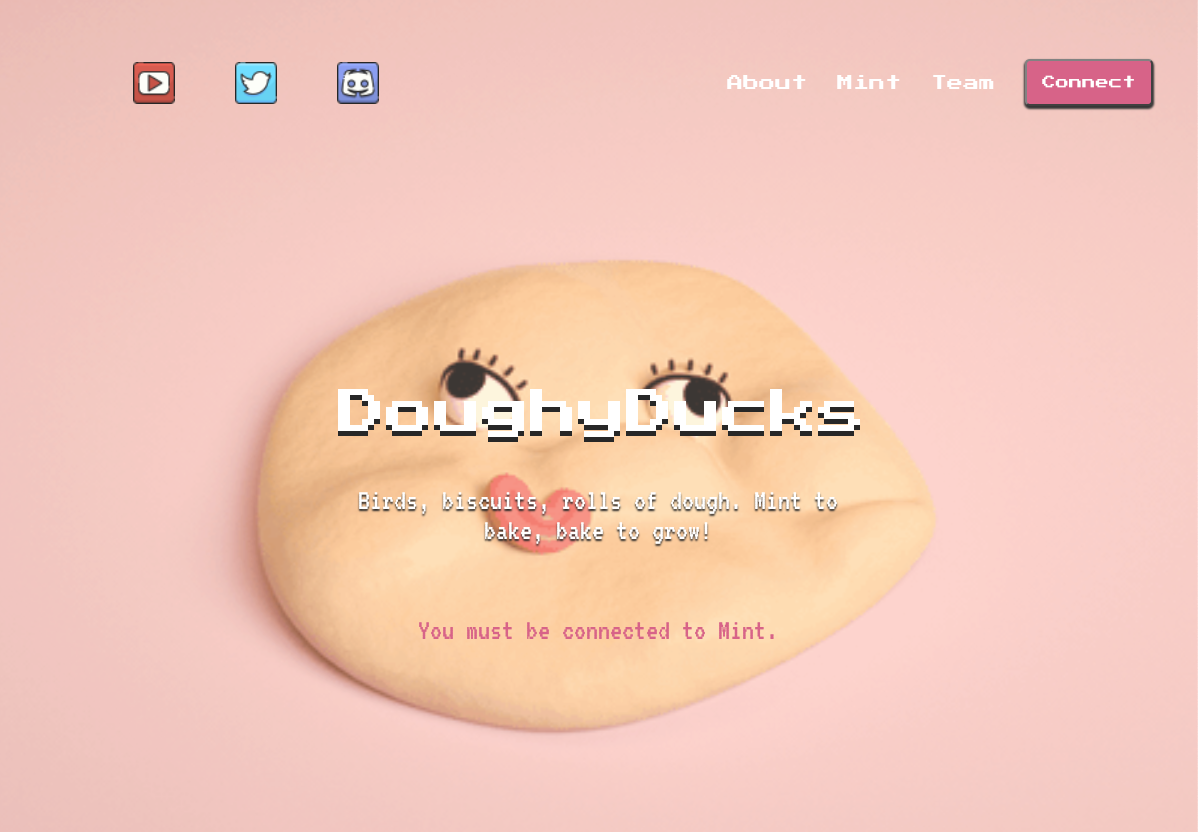 About Mint Team Connect
DoughyDucks
Birds, biscuits, rolls of dough. Mint to
bake, bake to grow!
You must be connected to Mint.